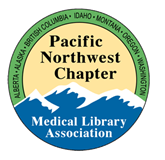 ALBERTA • ALASKA • BRITISH COLUMBIA • IDAHO • MONTANA • OREGON • WASHINGTON
Pacific
Northwest
Chapter
Medical Library
Association